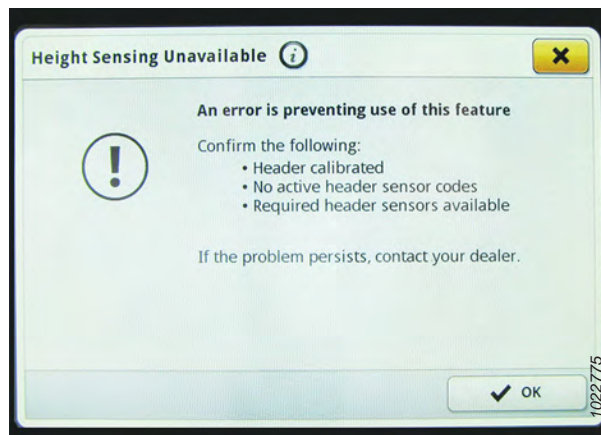 Height Sensing Unavailable
An error is preventing use of this feature
Confirm the following:
• Header calibrated
• No active header sensor codes
• Required header sensors available
If the problem persists, contact your dealer.
OK
1022775